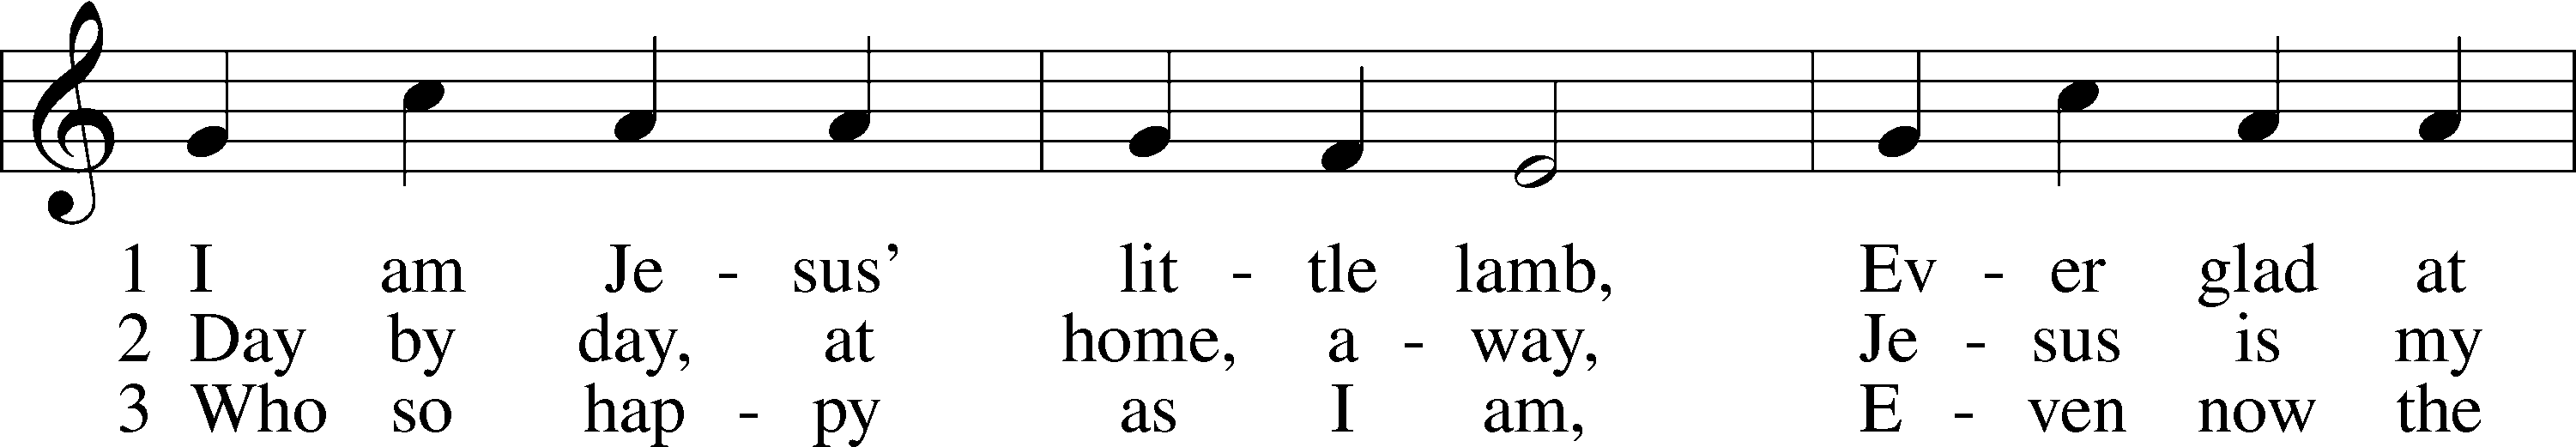 1 I am Je - sus’ lit - tle lamb, Ev - er glad at
2 Day by day, at home, a - way, Je - sus is my
3 Who so hap - py as I am, E - ven now the